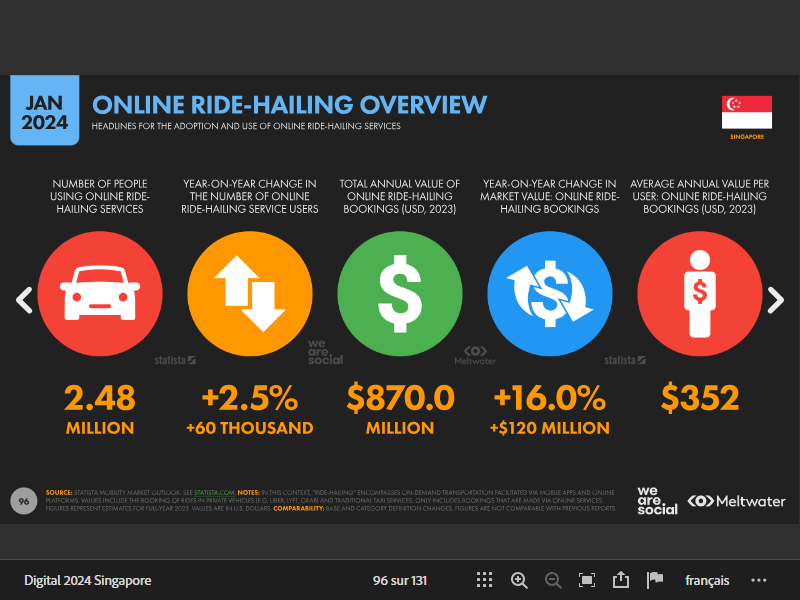 JAN
2024
ONLINE RIDE-HAILING OVERVIEW
HEADLINES FOR THE ADOPTION AND USE OF ONLINE RIDE-HAILING SERVICES
SINGAPORE
NUMBER OF PEOPLE
USING ONLINE RIDE-
HAILING SERVICES
YEAR-ON-YEAR CHANGE IN
THE NUMBER OF ONLINE
RIDE-HAILING SERVICE USERS
TOTAL ANNUAL VALUE OF
ONLINE RIDE-HAILING
BOOKINGS (USD, 2023)
YEAR-ON-YEAR CHANGE IN
MARKET VALUE: ONLINE RIDE-
HAILING BOOKINGS
AVERAGE ANNUAL VALUE PER
USER: ONLINE RIDE-HAILING
BOOKINGS (USD, 2023)
$
$
$
statista
we
are.
social
Meltwater
statista
2.48
MILLION
+2.5%
+60 THOUSAND
$870.0
MILLION
+16.0%
+$120 MILLION
$352
96
SOURCE: STATISTA MOBILITY MARKET OUTLOOK. SEE STATISTA.COM. NOTES: IN THIS CONTEXT, "RIDE-HAILING" ENCOMPASSES ON-DEMAND TRANSPORTATION FACILITATED VIA MOBILE APPS AND ONLINE
PLATFORMS. VALUES INCLUDE THE BOOKING OF RIDES IN PRIVATE VEHICLES (E.G. UBER, LYFT, GRAB) AND TRADITIONAL TAXI SERVICES. ONLY INCLUDES BOOKINGS THAT ARE MADE VIA ONLINE SERVICES.
FIGURES REPRESENT ESTIMATES FOR FULL-YEAR 2023. VALUES ARE IN U.S. DOLLARS. COMPARABILITY: BASE AND CATEGORY DEFINITION CHANGES. FIGURES ARE NOT COMPARABLE WITH PREVIOUS REPORTS.
we
are.
social
Meltwater
Digital 2024 Singapore
96 sur 131
français